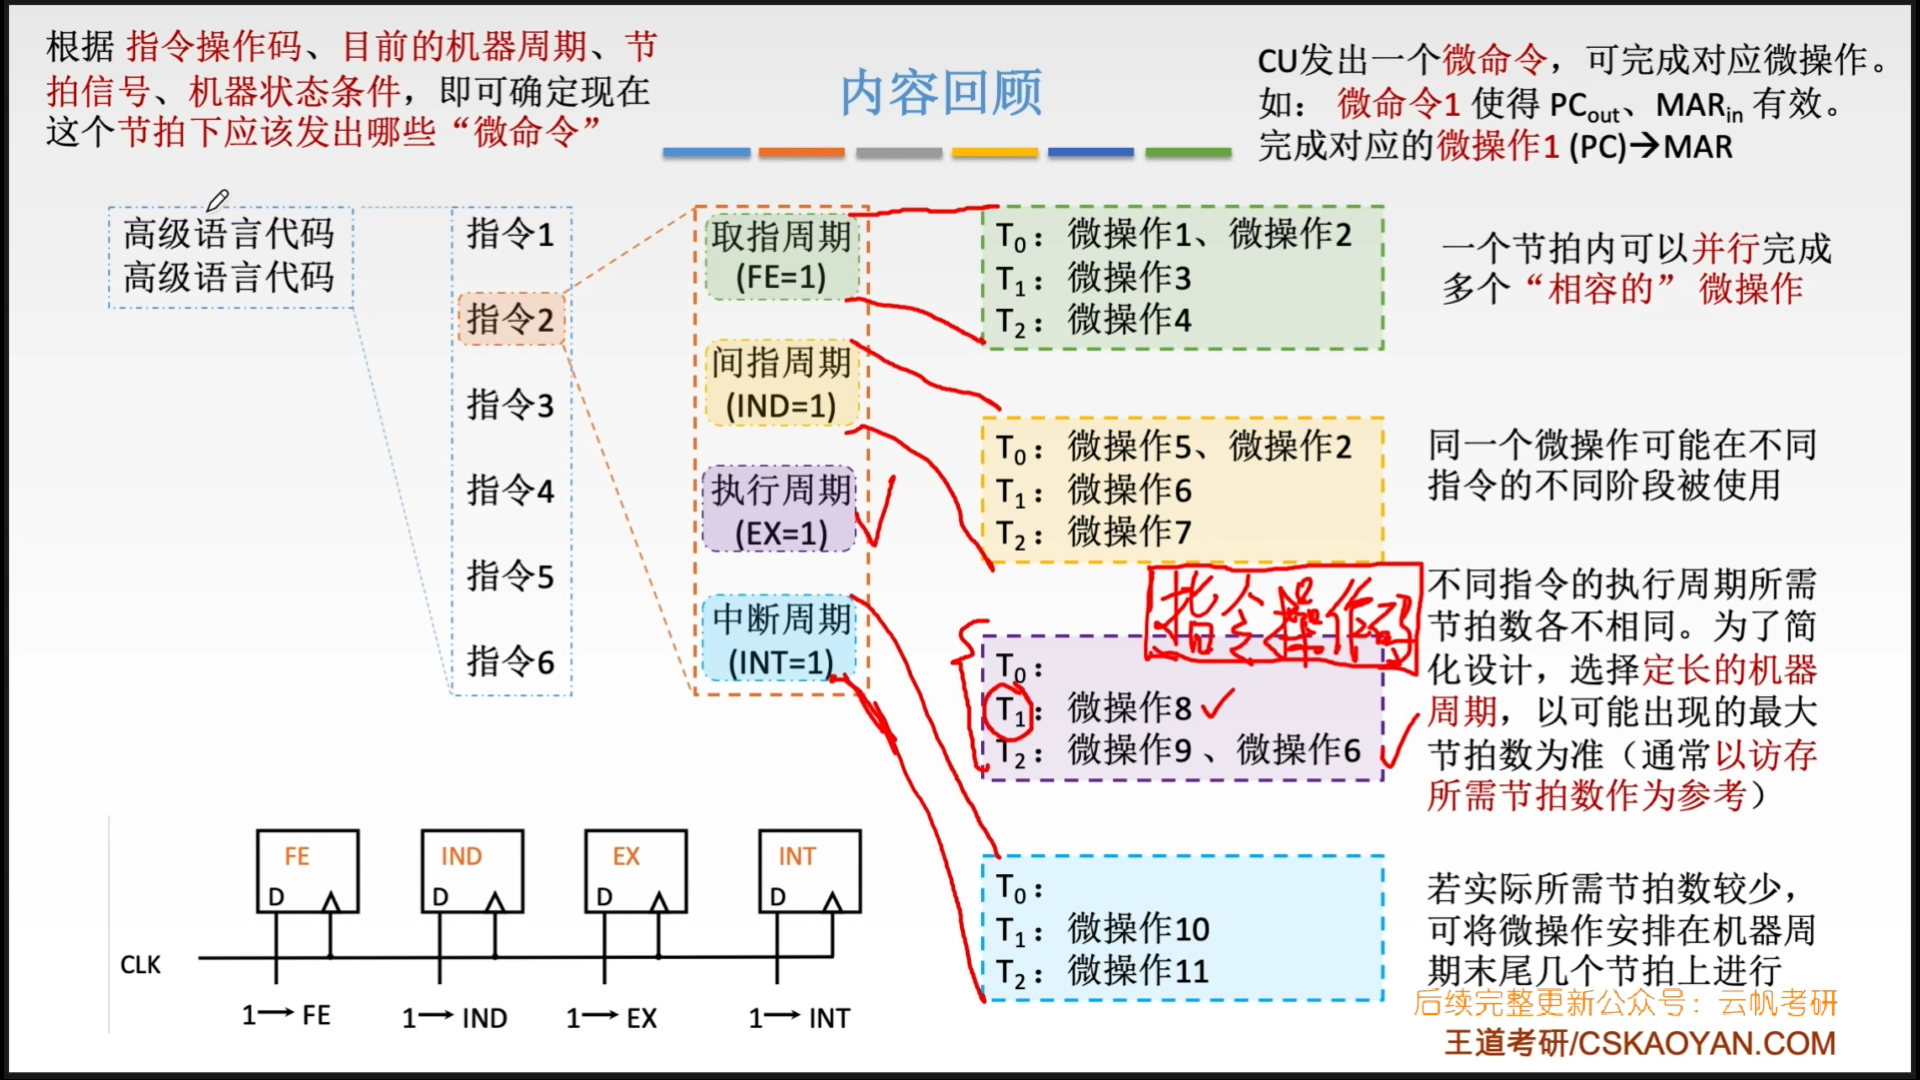 根据 指令操作码、目前的机器周期、节
拍信号、机器状态条件，即可确定现在
这个节拍下应该发出哪些“微命令”
内容回顾
CU发出一个微命令，可完成对应微操作。
如： 微命令1 使得 PCout、MARin 有效。
完成对应的微操作1 (PC)→MAR
高级语言代码
高级语言代码
指令1
指令2
指令3
指令4
指令5
指令6
取指周期
(FE=1)
间指周期
(IND=1)
执行周期
(EX=1)
中断周期
(INT=1)
T0： 微操作1、微操作2
T1： 微操作3
T2： 微操作4
一个节拍内可以并行完成
多个“相容的” 微操作
T0： 微操作5、微操作2
T1： 微操作6
T2： 微操作7
同一个微操作可能在不同
指令的不同阶段被使用
指令操作码
T0：
T1： 微操作8
T2： 微操作9 、微操作6
不同指令的执行周期所需
节拍数各不相同。为了简
化设计，选择定长的机器
周期，以可能出现的最大
节拍数为准（通常以访存
所需节拍数作为参考）
T0：
T1： 微操作10
T2： 微操作11
若实际所需节拍数较少，
可将微操作安排在机器周
期末尾几个节拍上进行
FE
D
IND
D
EX
D
INT
D
CLK
1→ FE
1→ IND
1→ EX
1→ INT
后续完整更新公众号：云帆考研
王道考研/CSKAOYAN.COM